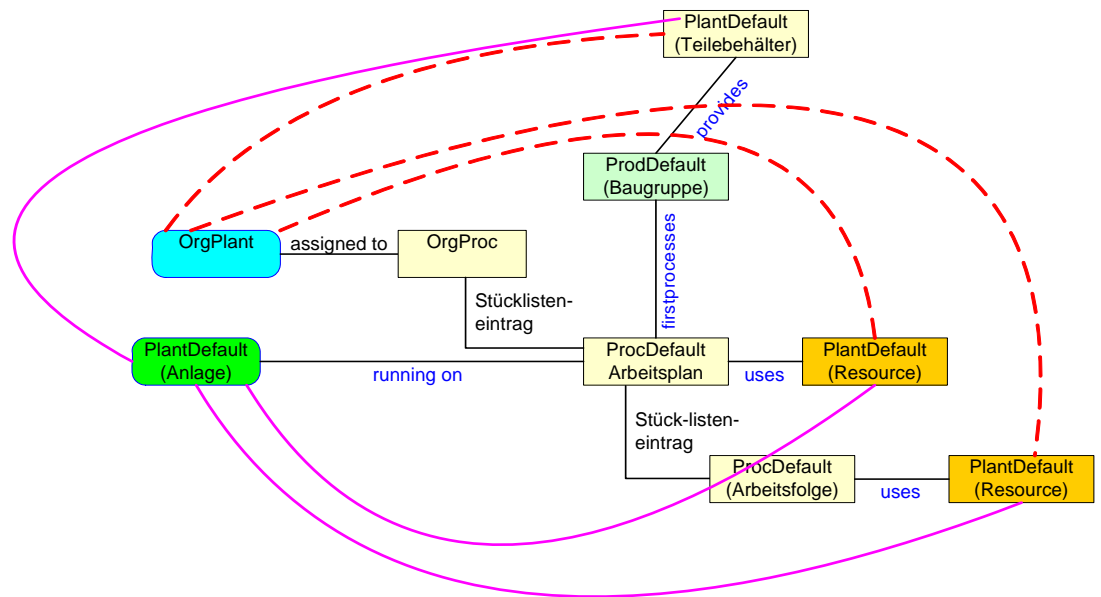 PlantDefault
(Teilebehälter)
provides
ProdDefault
(Baugruppe)
OrgPlant
assigned to
OrgProc
firstprocesses
Stücklisten-
eintrag
PlantDefault
(Anlage)
running on
ProcDefault
Arbeitsplan
uses
PlantDefault
(Resource)
Stück-listen-
eintrag
ProcDefault
(Arbeitsfolge)
uses
PlantDefault
(Resource)